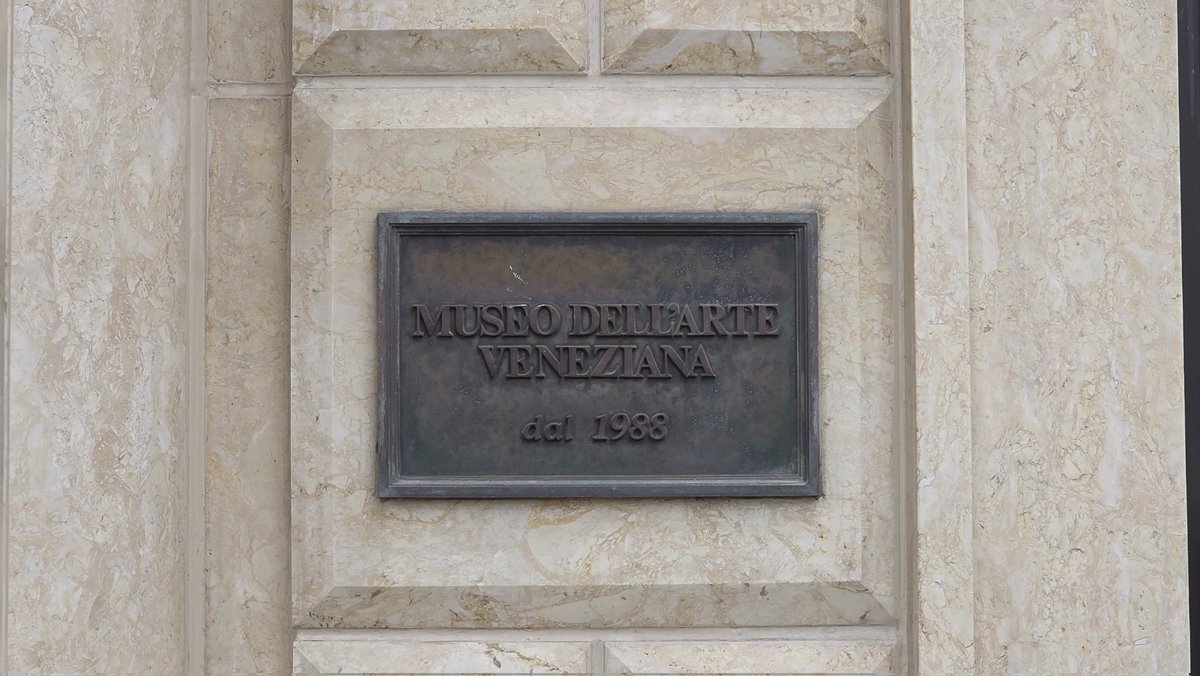 MUSEO DELL'ARTE
VENEZIANA
dal 1988